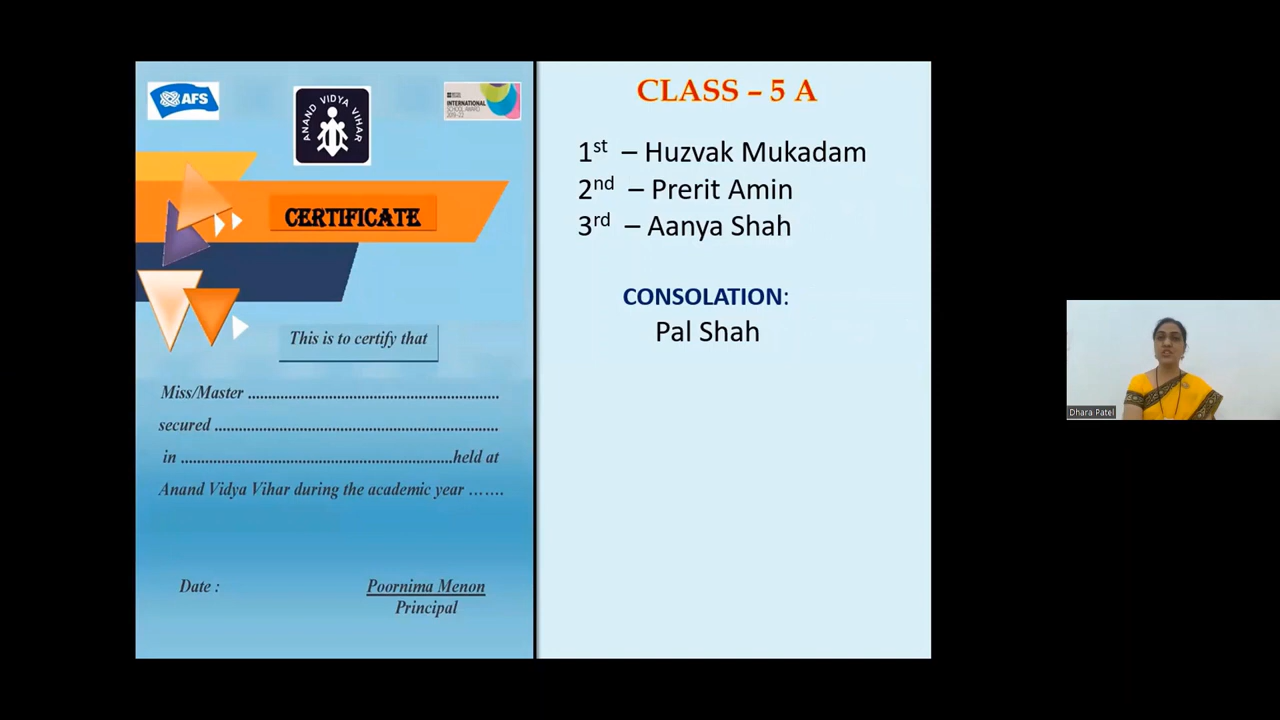 AFS
ANAND VIDYA VIHAR
INTERNATIONAL
SCHOOL AWARD
CERTIFICATE
This is to certify that
Miss/Master ..............................................................
secured ......................................................................
in ...................................................................held at
Anand Vidya Vihar during the academic year …….
Date :
Poornima Menon
Principal
CLASS – 5 A
1st – Huzvak Mukadam
2nd – Prerit Amin
3rd – Aanya Shah
CONSOLATION:
Pal Shah
Dhara Patel